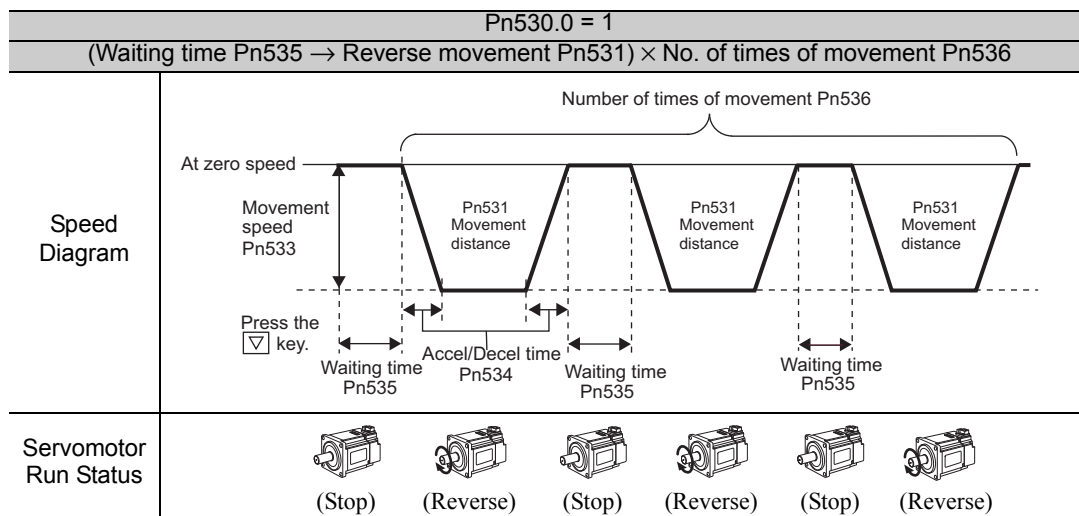 Pn530.0 = 1
(Waiting time Pn535 → Reverse movement Pn531) × No. of times of movement Pn536
Speed
Diagram
Number of times of movement Pn536
At zero speed
Movement
speed
Pn533
Pn531
Movement
distance
Pn531
Movement
distance
Pn531
Movement
distance
Press the
▽ key.
Waiting time
Pn535
Accel/Decel time
Pn534
Waiting time
Pn535
Waiting time
Pn535
Servomotor
Run Status
(Stop) (Reverse) (Stop) (Reverse) (Stop) (Reverse)